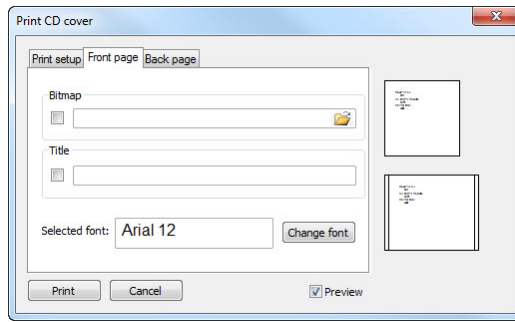 Print CD cover
Print setup Front page Back page
Bitmap
Title
Selected font: Arial 12 Change font
Print Cancel Preview